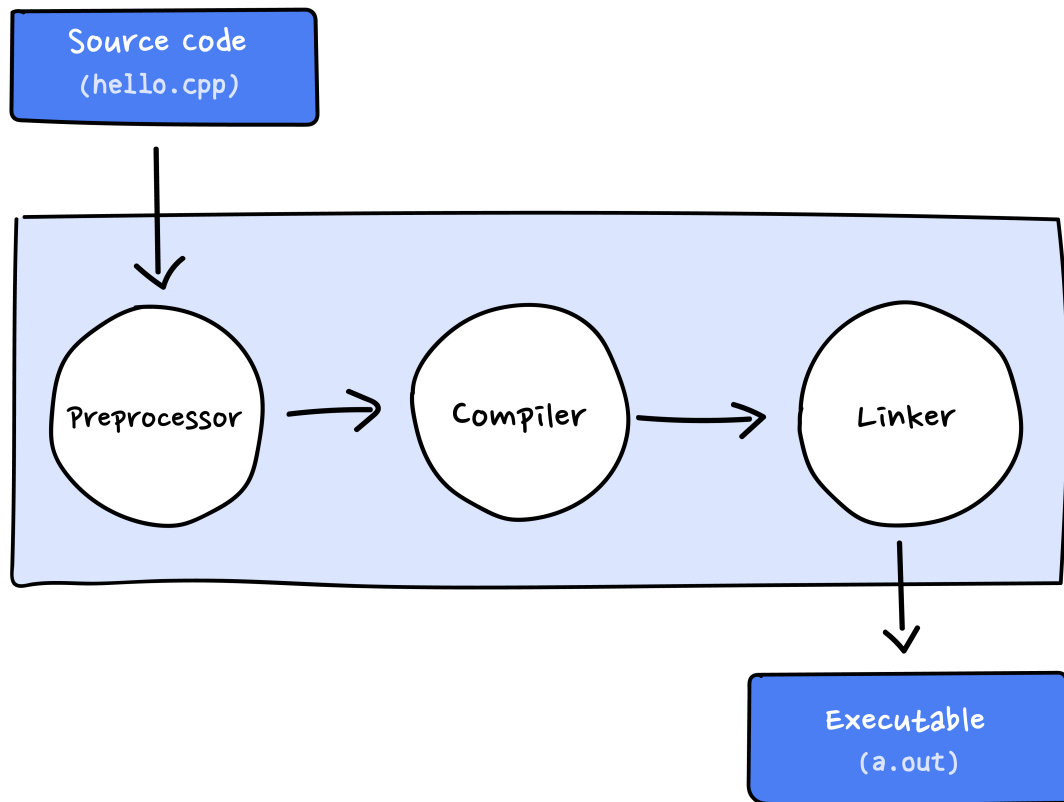 Source code
(hello.cpp)
Preprocessor
Compiler
Linker
Executable
(a.out)